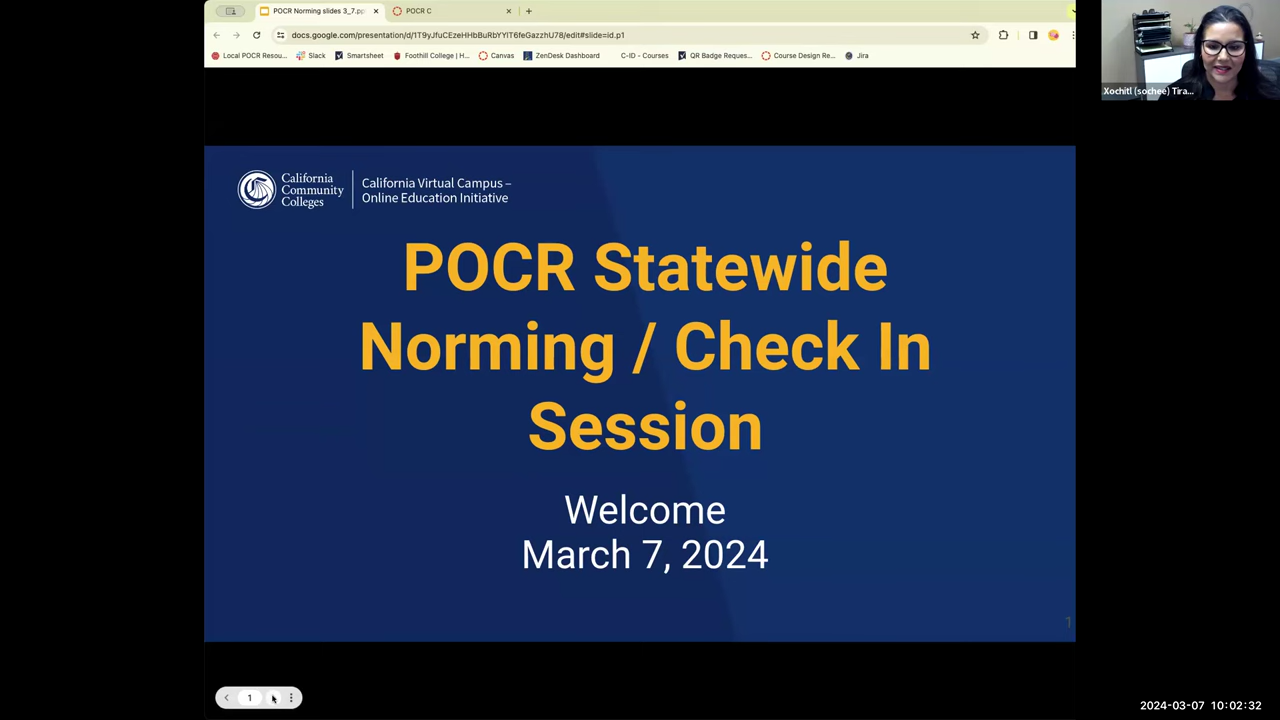 POCR Norming slides 3_7.pp
POCR C
docs.google.com/presentation/d/1T9yJfuCEzeHHbBuRbYYlT6feGazzhU78/edit#slide=id.p1
Local POCR Resou...
Slack
Smartsheet
Foothill College | H...
Canvas
ZenDesk Dashboard
C-ID - Courses
QR Badge Reques...
Course Design Re...
Jira
Xochitl (sochee) Tira...
California
Community
Colleges
California Virtual Campus –
Online Education Initiative
POCR Statewide
Norming / Check In
Session
Welcome
March 7, 2024
1
1
2024-03-07 10:02:32